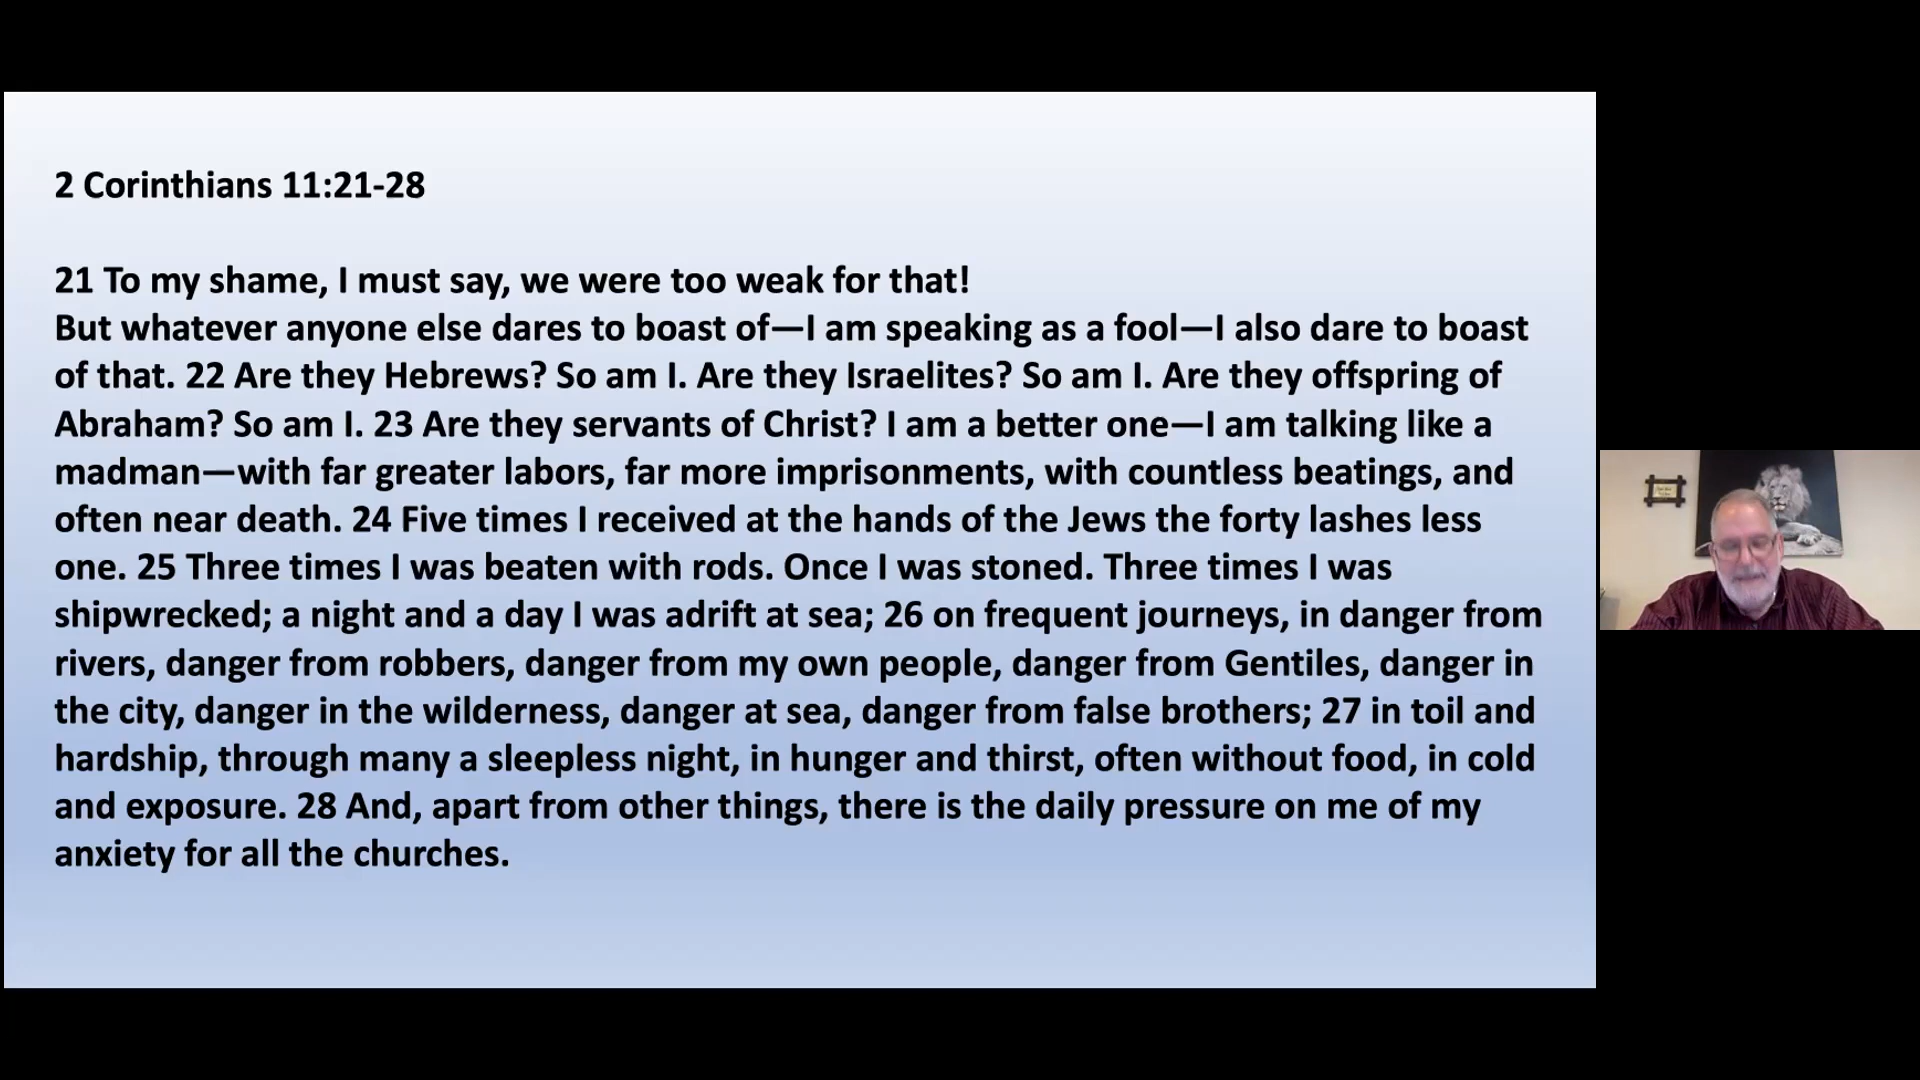 2 Corinthians 11:21-28
21 To my shame, I must say, we were too weak for that!
But whatever anyone else dares to boast of—I am speaking as a fool—I also dare to boast
of that. 22 Are they Hebrews? So am I. Are they Israelites? So am I. Are they offspring of
Abraham? So am I. 23 Are they servants of Christ? I am a better one—I am talking like a
madman—with far greater labors, far more imprisonments, with countless beatings, and
often near death. 24 Five times I received at the hands of the Jews the forty lashes less
one. 25 Three times I was beaten with rods. Once I was stoned. Three times I was
shipwrecked; a night and a day I was adrift at sea; 26 on frequent journeys, in danger from
rivers, danger from robbers, danger from my own people, danger from Gentiles, danger in
the city, danger in the wilderness, danger at sea, danger from false brothers; 27 in toil and
hardship, through many a sleepless night, in hunger and thirst, often without food, in cold
and exposure. 28 And, apart from other things, there is the daily pressure on me of my
anxiety for all the churches.